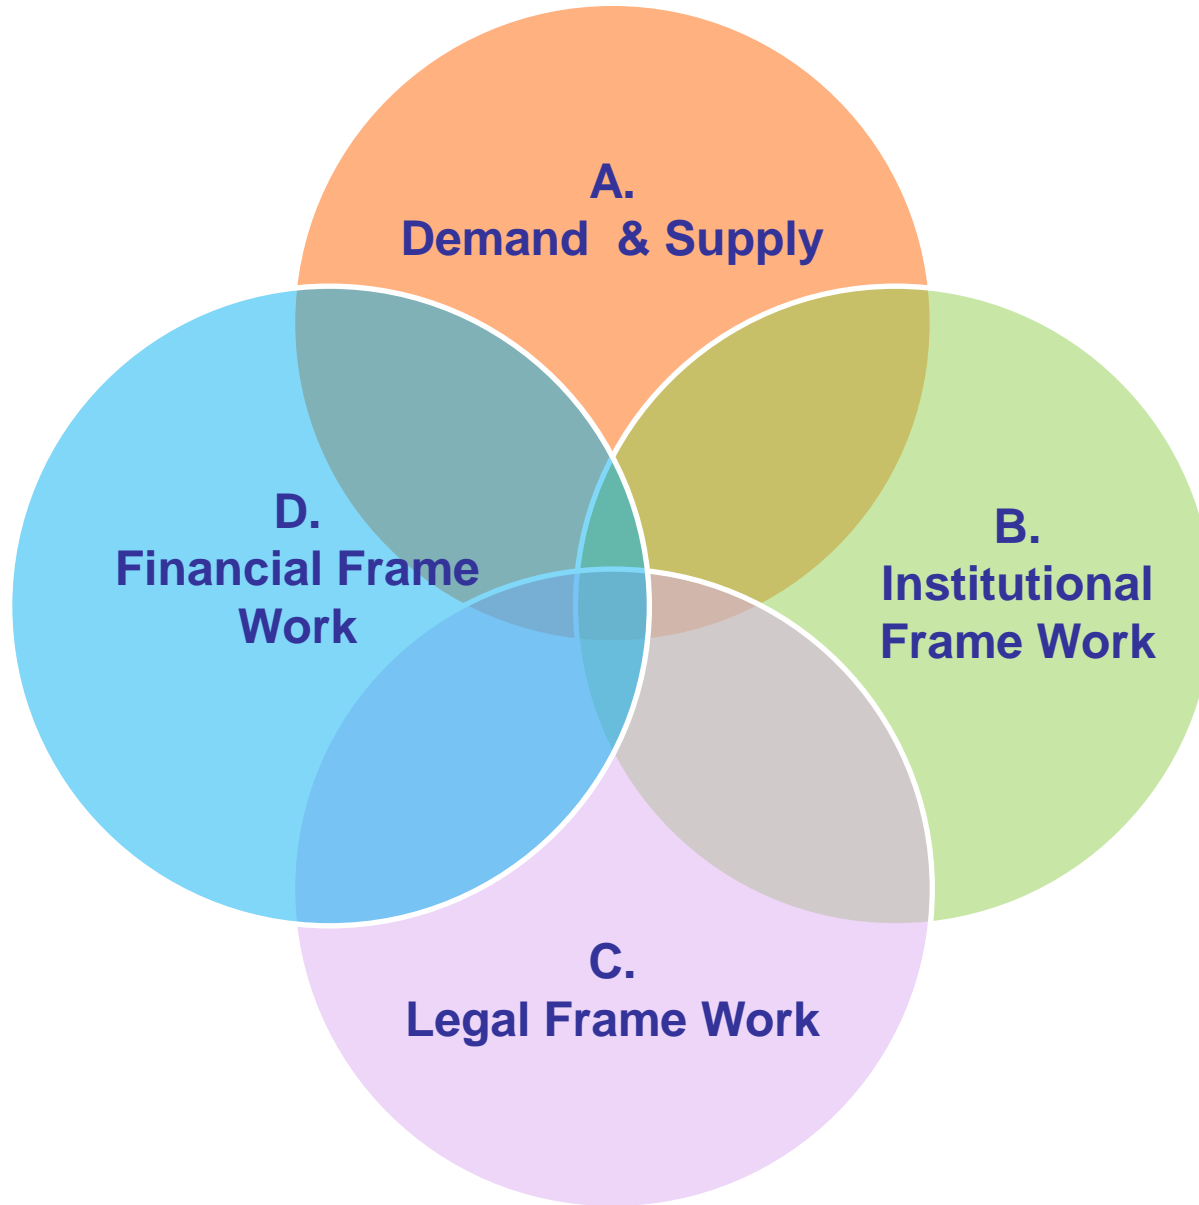 A.
Demand  & Supply
D.
Financial Frame
Work
B.
Institutional
Frame Work
C.
Legal Frame Work